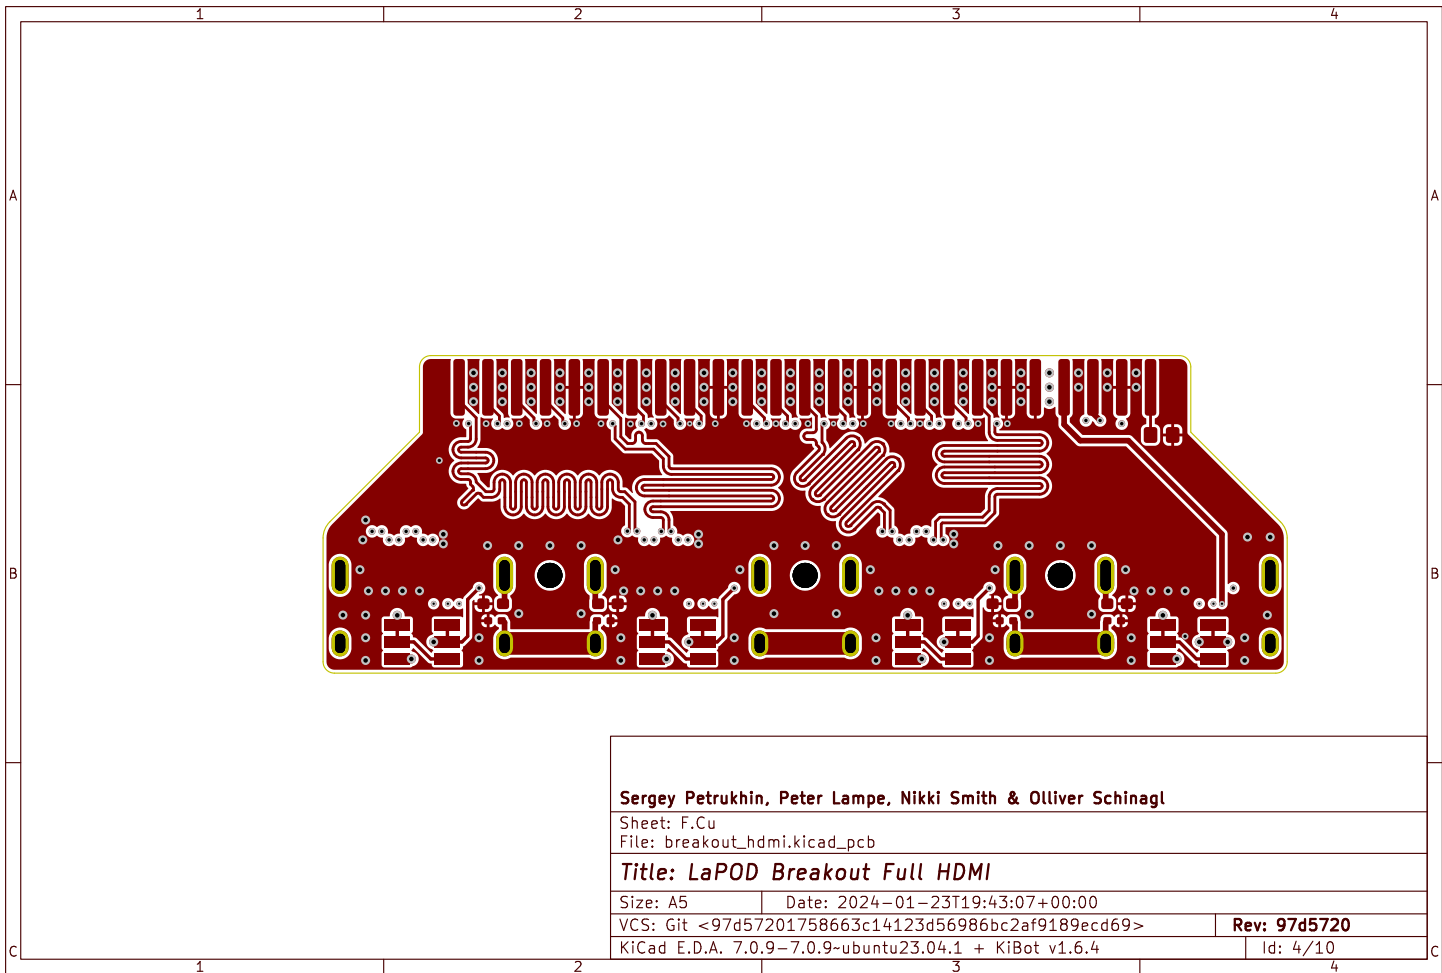 1 2 3 4
A A
B B
Sergey Petrukhin, Peter Lampe, Nikki Smith & Olliver Schinagl
Sheet: F.Cu
File: breakout_hdmi.kicad_pcb
Title: LaPOD Breakout Full HDMI
Size: A5 Date: 2024-01-23T19:43:07+00:00
VCS: Git <97d57201758663c14123d56986bc2af9189ecd69> Rev: 97d5720
C KiCad E.D.A. 7.0.9-7.0.9~ubuntu23.04.1 + KiBot v1.6.4 Id: 4/10 C
1 2 3 4